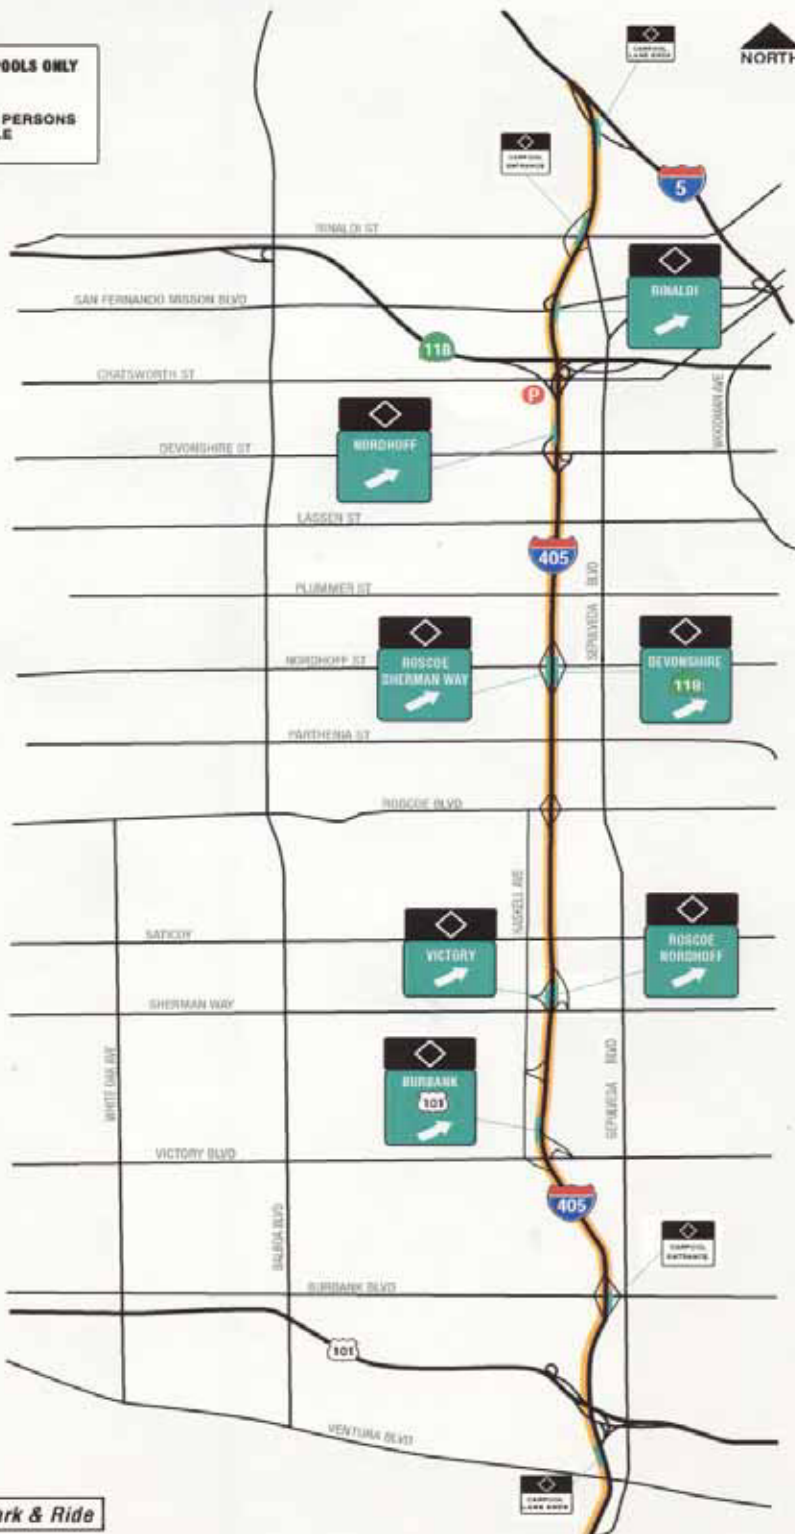 POOLS ONLY
PERSONS
LE
CARPOOL
LANE ENDS
NORTH
CARPOOL
ENTRANCE
5
RINALDI ST
RINALDI
SAN FERNANDO MISSON BLVD
118
CHATSWORTH ST
P
WOODMAN AVE
NORDHOFF
DEVONSHIRE ST
LASSEN ST
405
PLUMMER ST
SEPULVEDA BLVD
NORDHOFF ST
ROSCOE
SHERMAN WAY
DEVONSHIRE
118
PARTHENIA ST
ROSCOE BLVD
HASKELL AVE
SATICOY
VICTORY
ROSCOE
NORDHOFF
SHERMAN WAY
WHITE OAK AVE
BURBANK
101
SEPULVEDA BLVD
VICTORY BLVD
405
BALBOA BLVD
CARPOOL
ENTRANCE
BURBANK BLVD
101
VENTURA BLVD
CARPOOL
LANE ENDS
ark & Ride